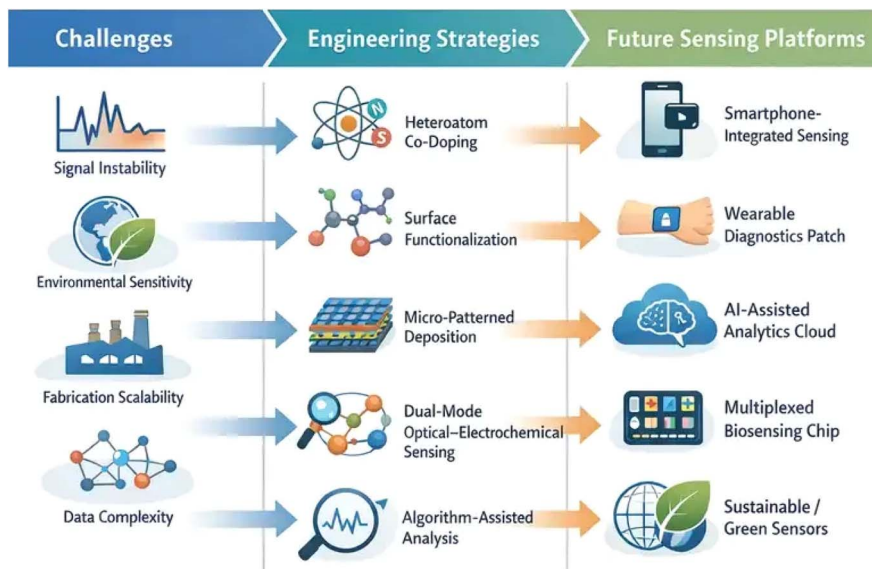 Challenges
Engineering Strategies
Future Sensing Platforms
Signal Instability
Environmental Sensitivity
Fabrication Scalability
Data Complexity
N
S
Heteroatom
Co-Doping
Surface
Functionalization
Micro-Patterned
Deposition
Dual-Mode
Optical–Electrochemical
Sensing
Algorithm-Assisted
Analysis
Smartphone-
Integrated Sensing
Wearable
Diagnostics Patch
AI-Assisted
Analytics Cloud
Multiplexed
Biosensing Chip
Sustainable /
Green Sensors